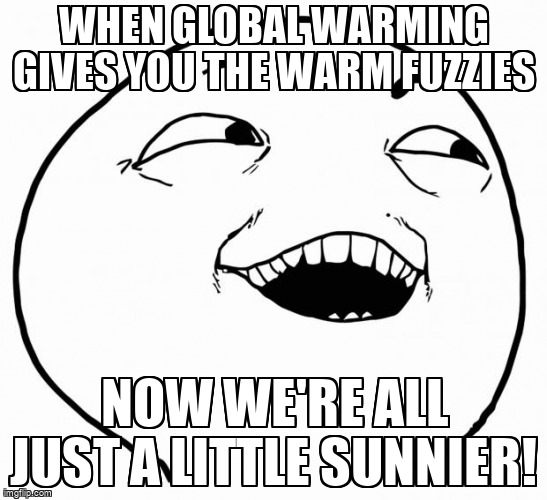 WHEN GLOBAL WARMING
GIVES YOU THE WARM FUZZIES
NOW WE'RE ALL
JUST A LITTLE SUNNIER!
imgflip.com